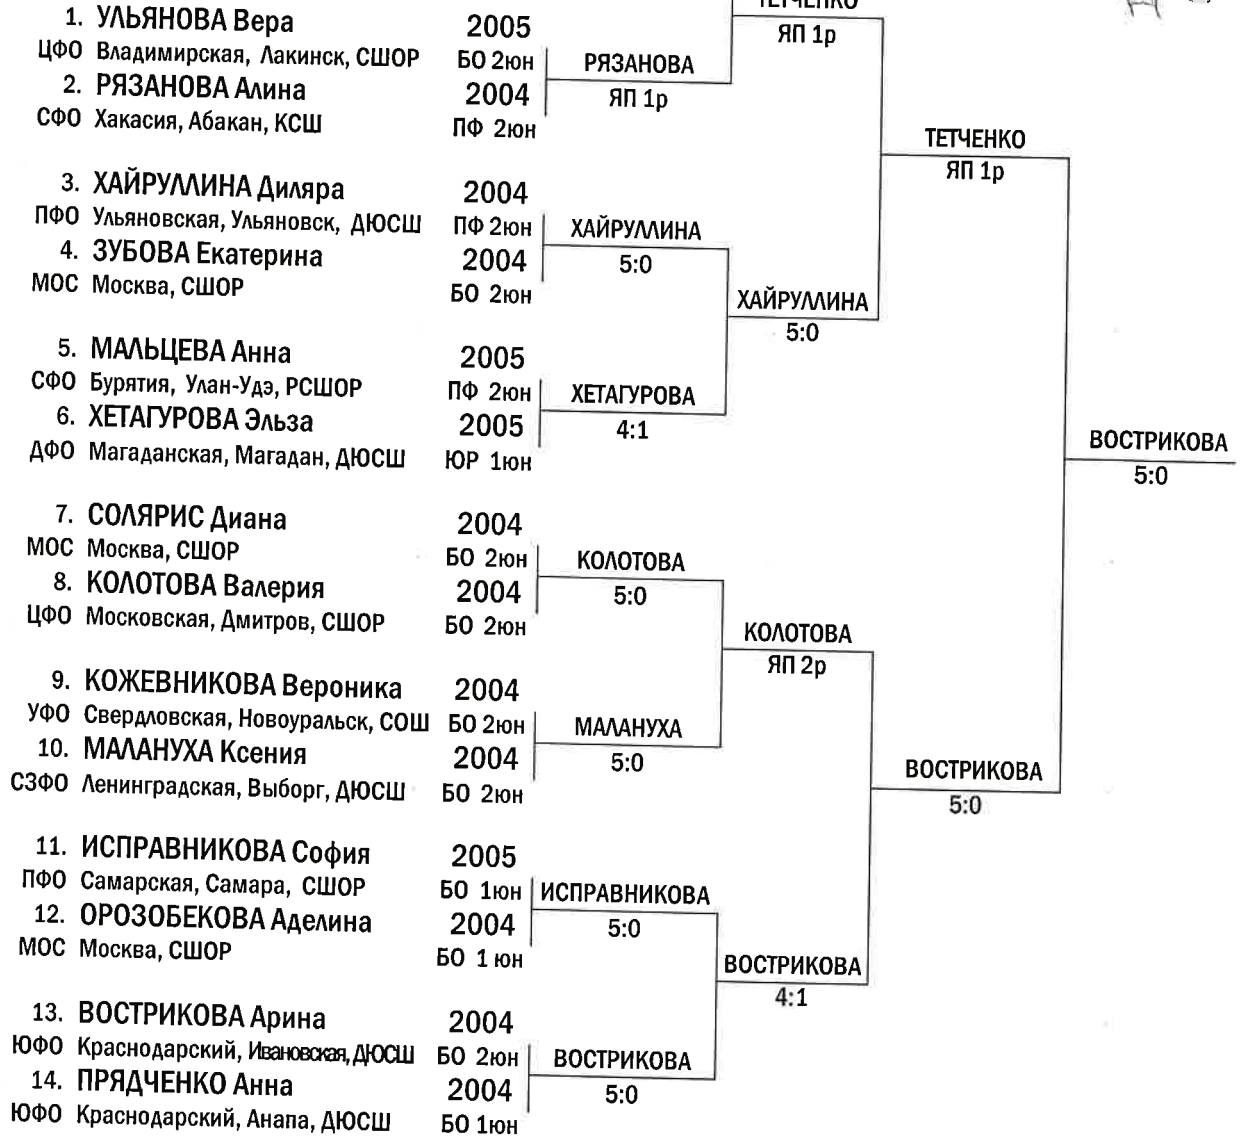 ТЕТЧЕНКО
ЯП 1р
1. УЛЬЯНОВА Вера 2005
ЦФО Владимирская, Лакинск, СШОР БО 2юн
РЯЗАНОВА
ЯП 1р
2. РЯЗАНОВА Алина 2004
СФО Хакасия, Абакан, КСШ ПФ 2юн
ТЕТЧЕНКО
ЯП 1р
3. ХАЙРУЛЛИНА Диляра 2004
ПФО Ульяновская, Ульяновск, ДЮСШ ПФ 2юн
ХАЙРУЛЛИНА
5:0
4. ЗУБОВА Екатерина 2004
МОС Москва, СШОР БО 2юн
ХАЙРУЛЛИНА
5:0
5. МАЛЬЦЕВА Анна 2005
СФО Бурятия, Улан-Удэ, РСШОР ПФ 2юн
ХЕТАГУРОВА
4:1
6. ХЕТАГУРОВА Эльза 2005
ДФО Магаданская, Магадан, ДЮСШ ЮР 1юн
ВОСТРИКОВА
5:0
7. СОЛЯРИС Диана 2004
МОС Москва, СШОР БО 2юн
КОЛОТОВА
5:0
8. КОЛОТОВА Валерия 2004
ЦФО Московская, Дмитров, СШОР БО 2юн
КОЛОТОВА
ЯП 2р
9. КОЖЕВНИКОВА Вероника 2004
УФО Свердловская, Новоуральск, СОШ БО 2юн
МАЛАНУХА
5:0
10. МАЛАНУХА Ксения 2004
СЗФО Ленинградская, Выборг, ДЮСШ БО 2юн
ВОСТРИКОВА
5:0
11. ИСПРАВНИКОВА София 2005
ПФО Самарская, Самара, СШОР БО 1юн
ИСПРАВНИКОВА
5:0
12. ОРОЗОБЕКОВА Аделина 2004
МОС Москва, СШОР БО 1 юн
ВОСТРИКОВА
4:1
13. ВОСТРИКОВА Арина 2004
ЮФО Краснодарский, Ивановская, ДЮСШ БО 2юн
ВОСТРИКОВА
5:0
14. ПРЯДЧЕНКО Анна 2004
ЮФО Краснодарский, Анапа, ДЮСШ БО 1юн